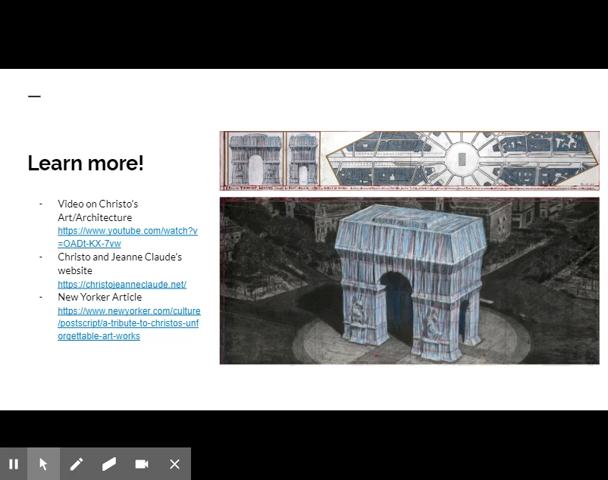 Learn more!
- Video on Christo's
Art/Architecture
https://www.youtube.com/watch?v
=OADt-KX-7vw
- Christo and Jeanne Claude's
website
https://christojeanneclaude.net/
- New Yorker Article
https://www.newyorker.com/culture
/postscript/a-tribute-to-christos-unf
orgettable-art-works